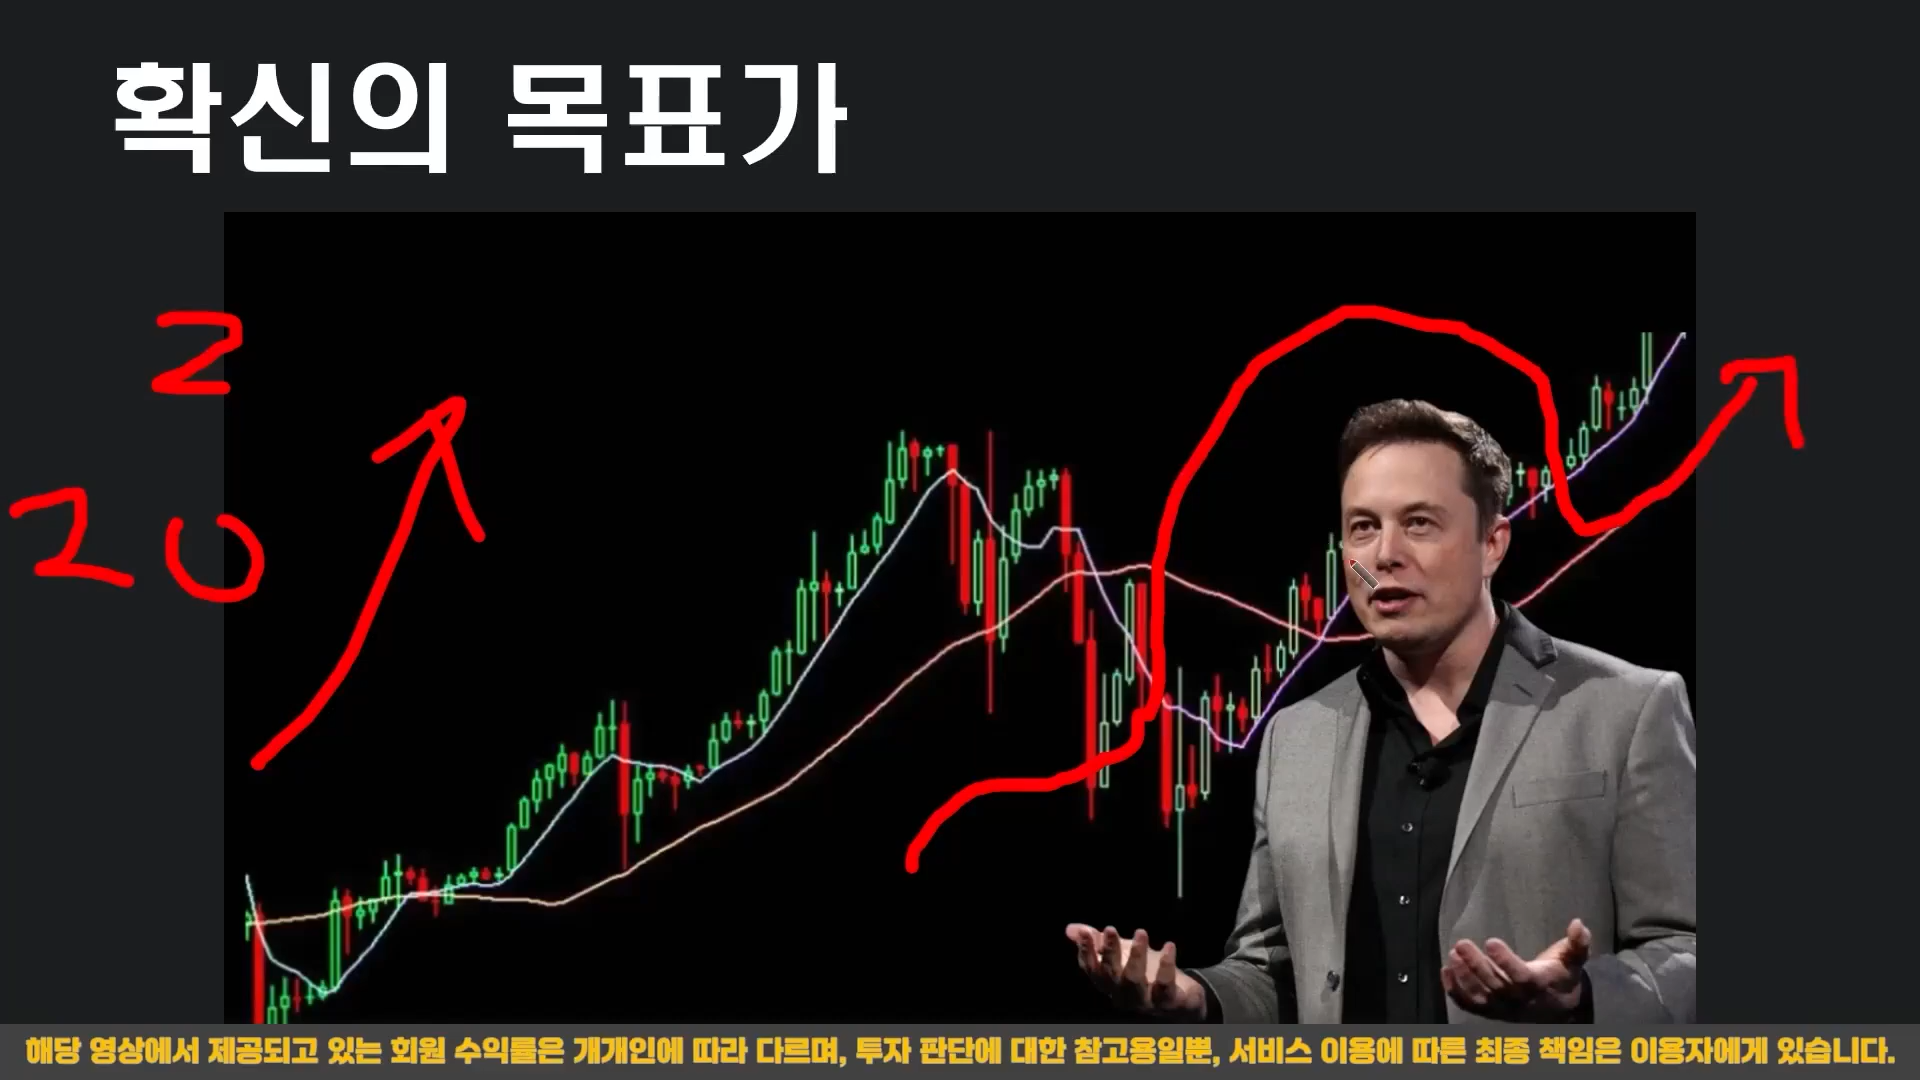 확신의 목표가
2
20
해당 영상에서 제공되고 있는 회원 수익률은 개개인에 따라 다르며, 투자 판단에 대한 참고용일뿐, 서비스 이용에 따른 최종 책임은 이용자에게 있습니다.